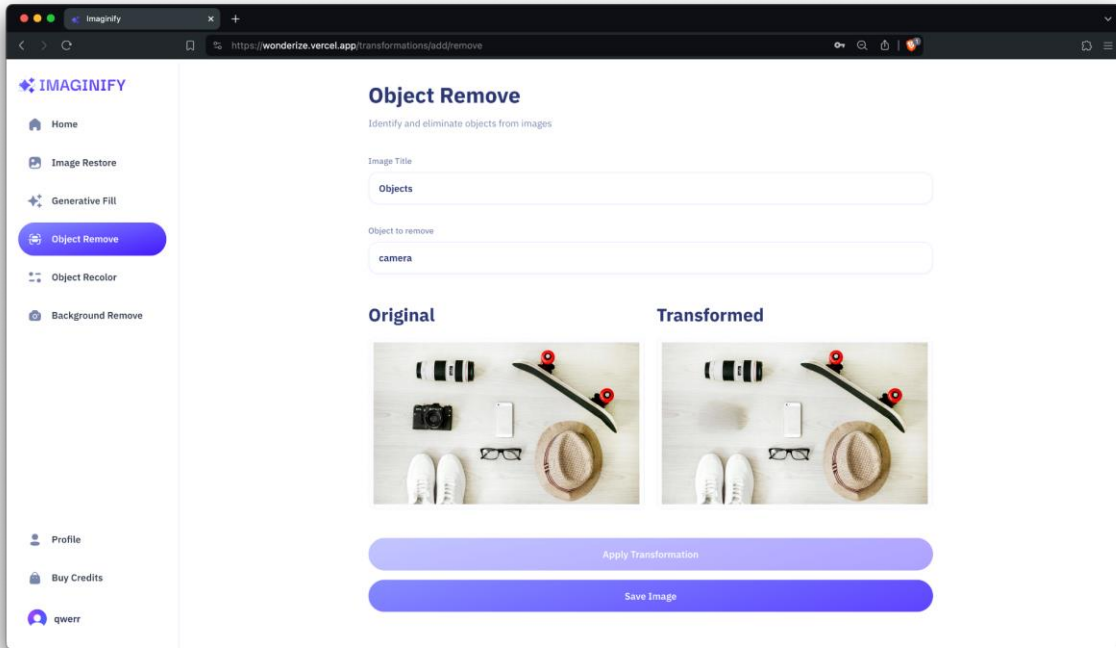 Imaginify
https://wonderize.vercel.app/transformations/add/remove
IMAGINIFY
Home
Image Restore
Generative Fill
Object Remove
Object Recolor
Background Remove
Profile
Buy Credits
qwerr
Object Remove
Identify and eliminate objects from images
Image Title
Objects
Object to remove
camera
Original Transformed
Apply Transformation
Save Image